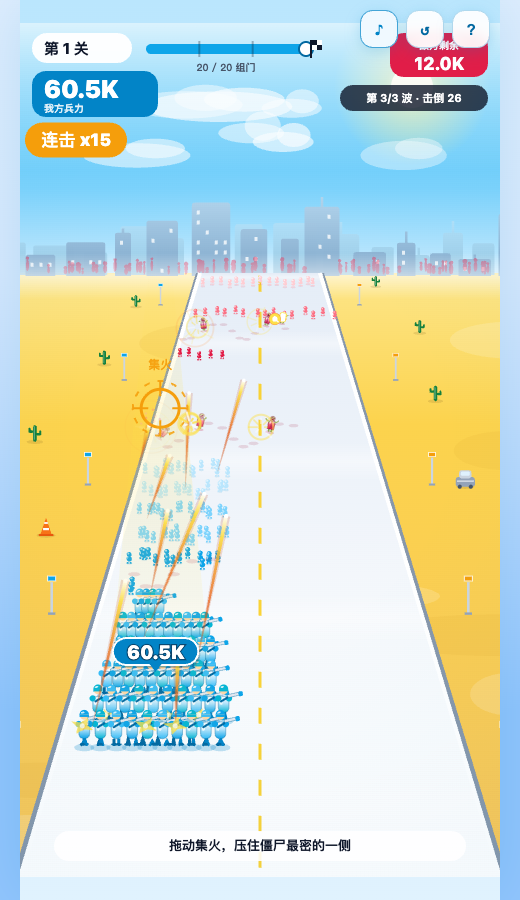 ♪ ↺ ?
第 1 关
20 / 20 组门
60.5K
我方兵力
12.0K
第 3/3 波 · 击倒 26
连击 x15
集火
60.5K
拖动集火，压住僵尸最密的一侧